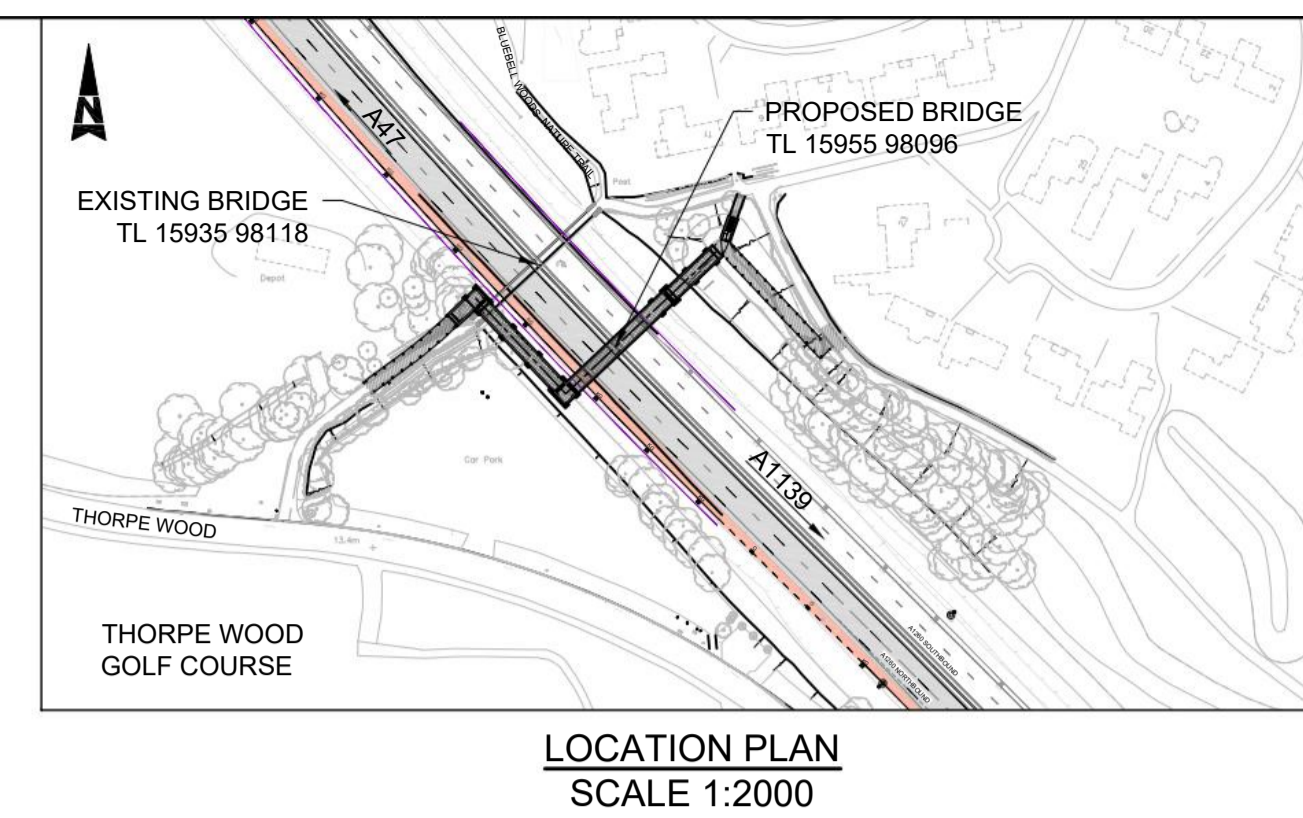 N
BLUEBELL WOODS NATURE TRAIL
A47
PROPOSED BRIDGE
TL 15955 98096
EXISTING BRIDGE
TL 15935 98118
Post
Depot
Car Park
A1139
THORPE WOOD
13.4m
THORPE WOOD
GOLF COURSE
A1260 SOUTHBOUND
A1260 NORTHBOUND
LOCATION PLAN
SCALE 1:2000